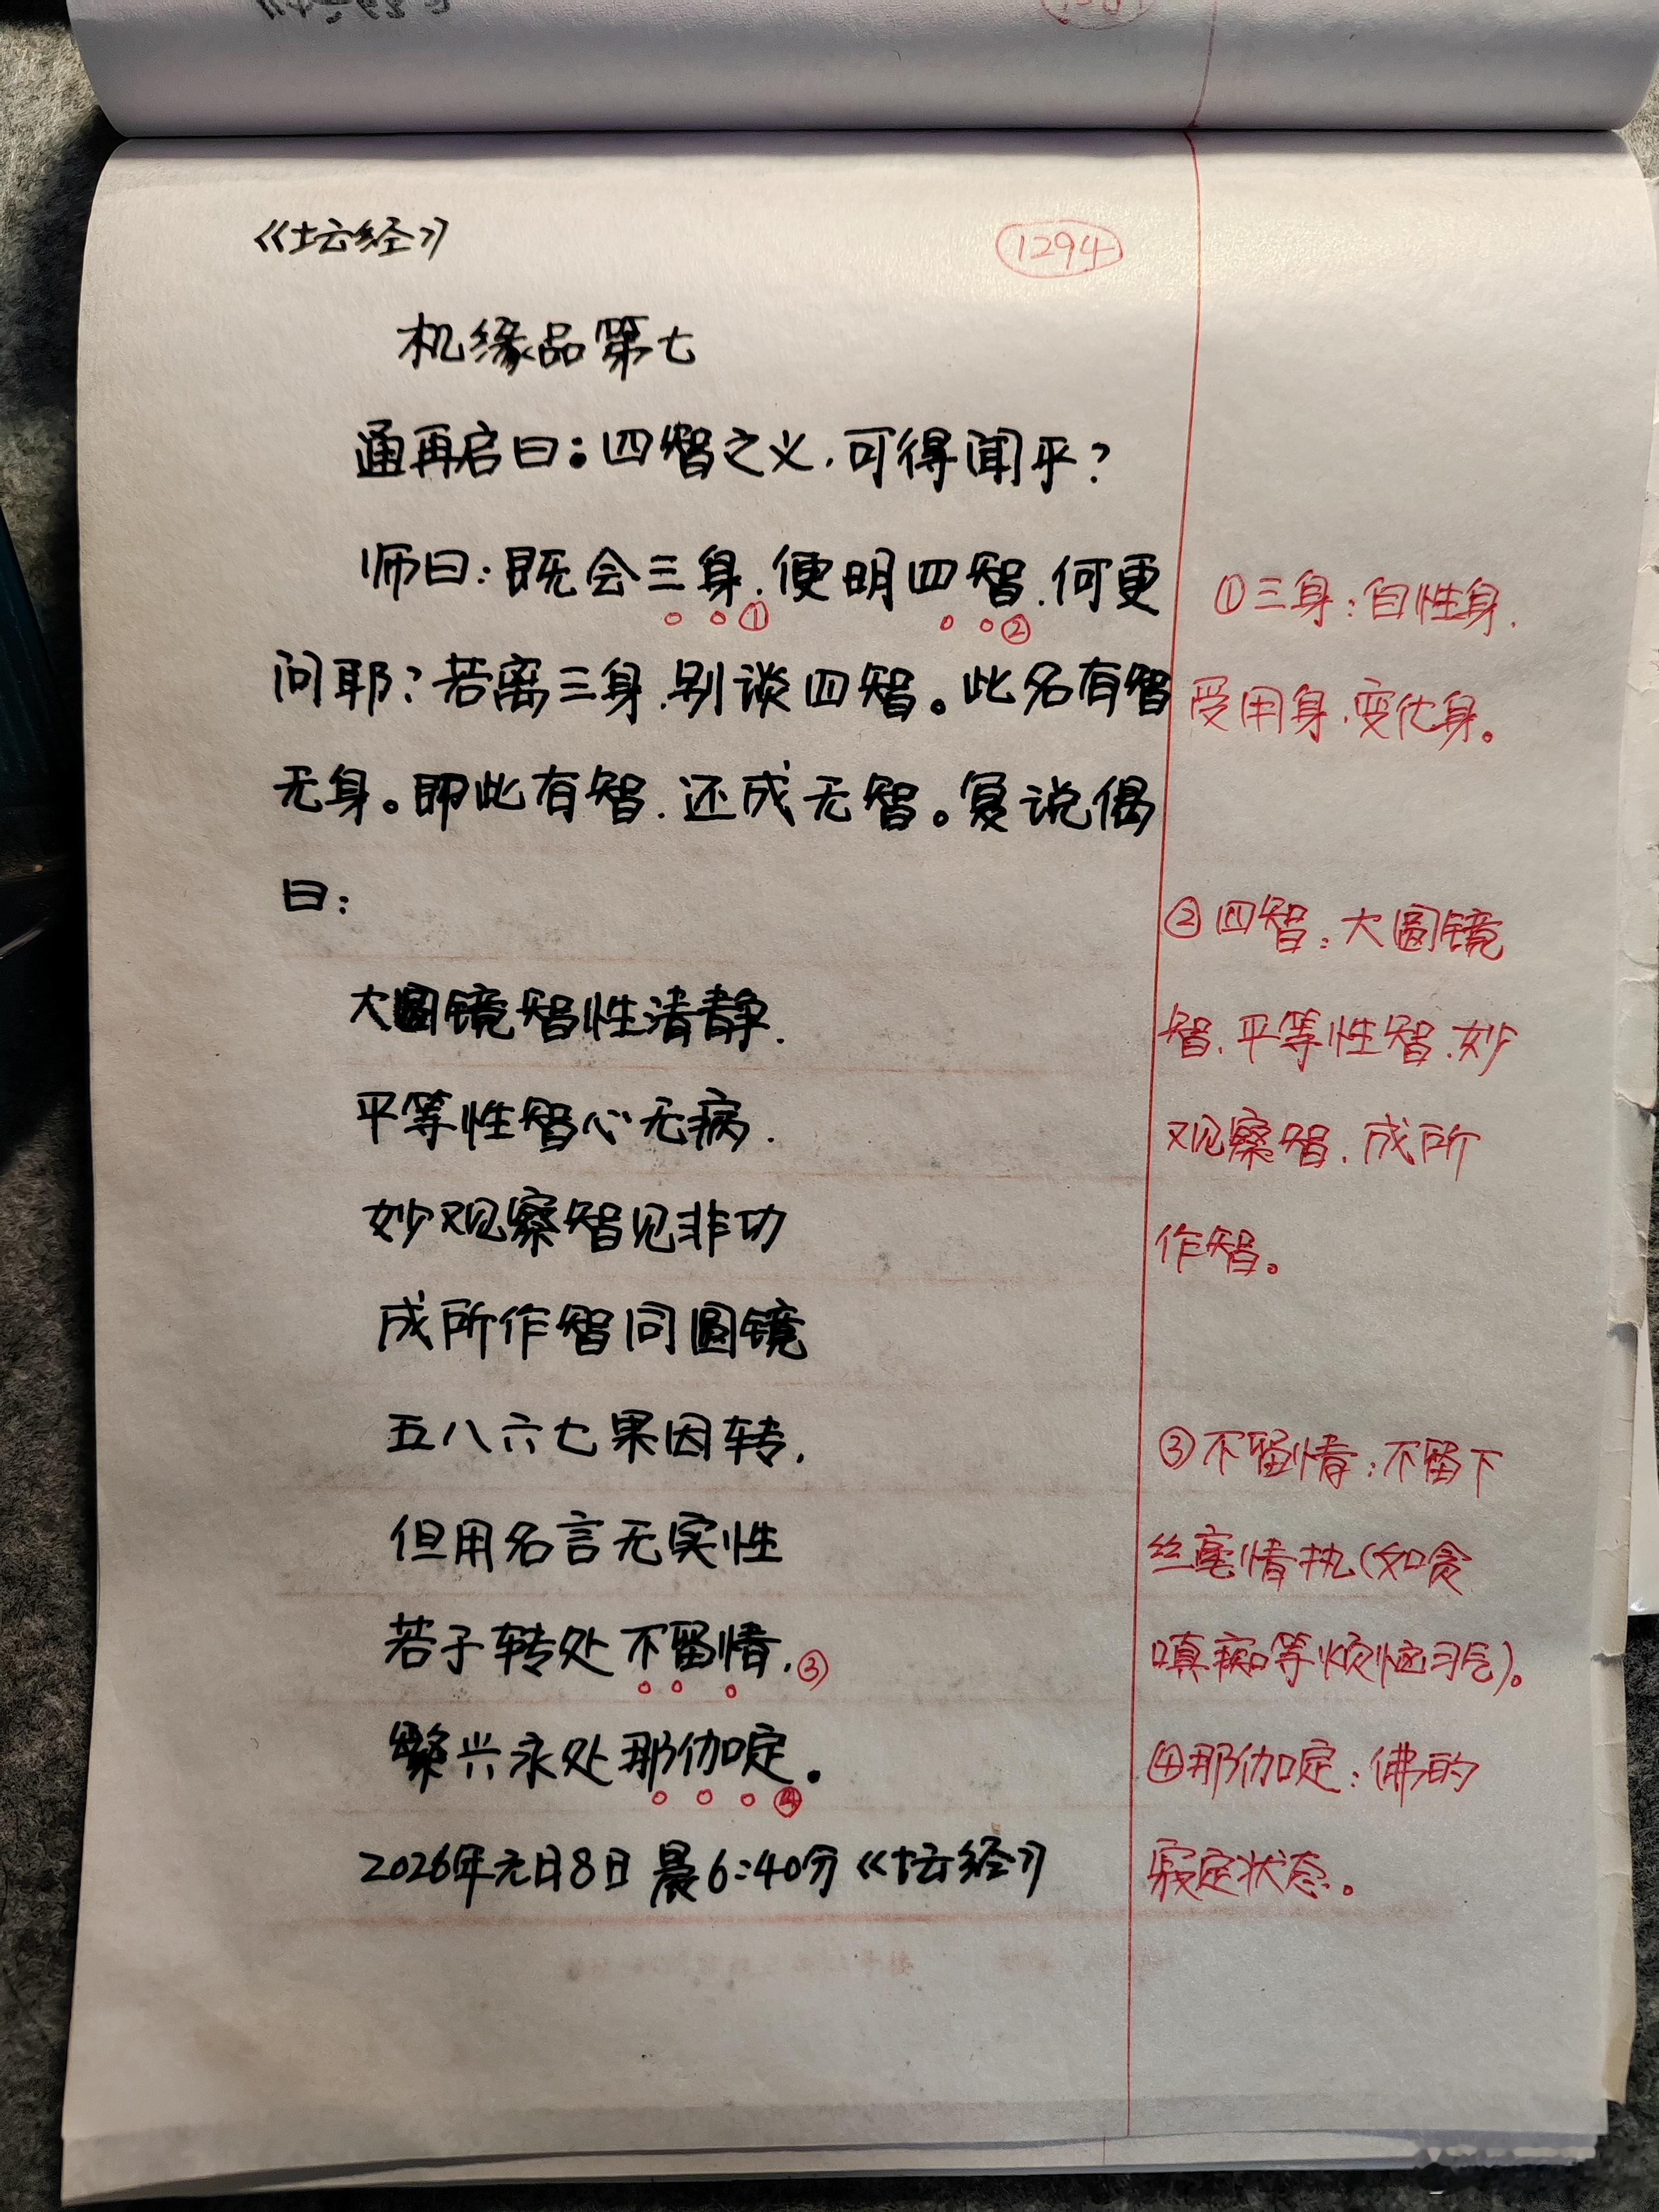 《坛经》 1294
机缘品第七
通再启曰：四智之义，可得闻乎？
师曰：既会三身，便明四智，何更
①②
问耶？若离三身，别谈四智。此名有智
无身。即此有智，还成无智。复说偈
曰：
大圆镜智性清静，
平等性智心无病，
妙观察智见非功
成所作智同圆镜
五八六七果因转，
但用名言无实性
若于转处不留情，③
繁兴永处那伽定。
④
2026年元日8日 晨6:40分《坛经》
①三身：自性身，
受用身，变化身。
②四智：大圆镜
智，平等性智，妙
观察智，成所
作智。
③不留情：不留下
丝毫情执（如贪
嗔痴等烦恼习气）。
④那伽定：佛的
寂定状态。